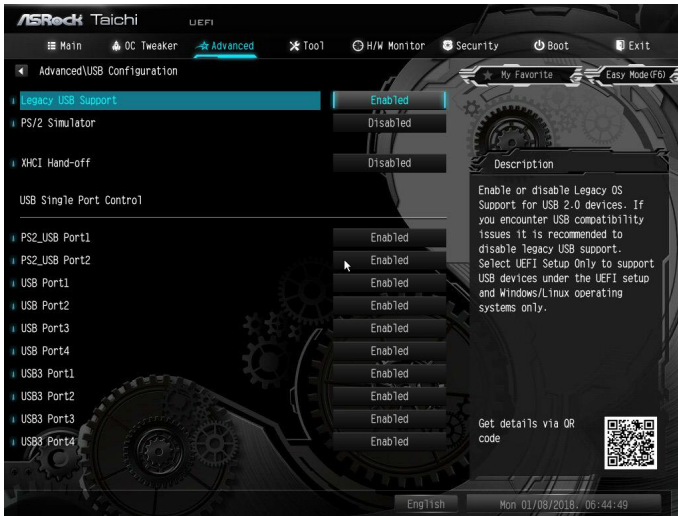 ASRock Taichi UEFI
Main OC Tweaker Advanced Tool H/W Monitor Security Boot Exit
Advanced\USB Configuration
My Favorite Easy Mode(F6)
Legacy USB Support Enabled
PS/2 Simulator Disabled
XHCI Hand-off Disabled
USB Single Port Control
PS2_USB Port1 Enabled
PS2_USB Port2 Enabled
USB Port1 Enabled
USB Port2 Enabled
USB Port3 Enabled
USB Port4 Enabled
USB3 Port1 Enabled
USB3 Port2 Enabled
USB3 Port3 Enabled
USB3 Port4 Enabled
Description
Enable or disable Legacy OS
Support for USB 2.0 devices. If
you encounter USB compatibility
issues it is recommended to
disable legacy USB support.
Select UEFI Setup Only to support
USB devices under the UEFI setup
and Windows/Linux operating
systems only.
Get details via QR
code
English Mon 01/08/2018. 06:44:49